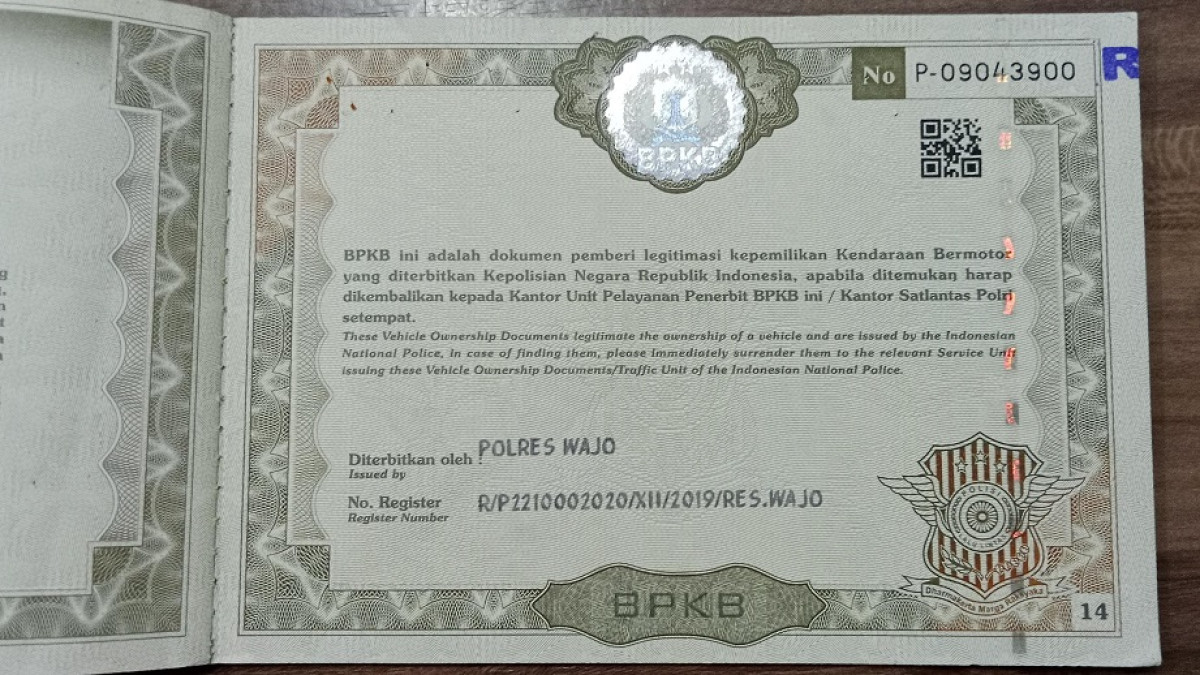 No P-09043900
R
BPKB
BPKB ini adalah dokumen pemberi legitimasi kepemilikan Kendaraan Bermotor
yang diterbitkan Kepolisian Negara Republik Indonesia, apabila ditemukan harap
dikembalikan kepada Kantor Unit Pelayanan Penerbit BPKB ini / Kantor Satlantas Polri
setempat.
These Vehicle Ownership Documents legitimate the ownership of a vehicle and are issued by the Indonesian
National Police, in case of finding them, please immediately surrender them to the relevant Service Unit
issuing these Vehicle Ownership Documents/Traffic Unit of the Indonesian National Police.
Diterbitkan oleh : POLRES WAJO
Issued by
No. Register R/P2210002020/XII/2019/RES.WAJO
Register Number
POLISI
LALU LINTAS
Dharmakerta Marga Raksyaka
BPKB
14